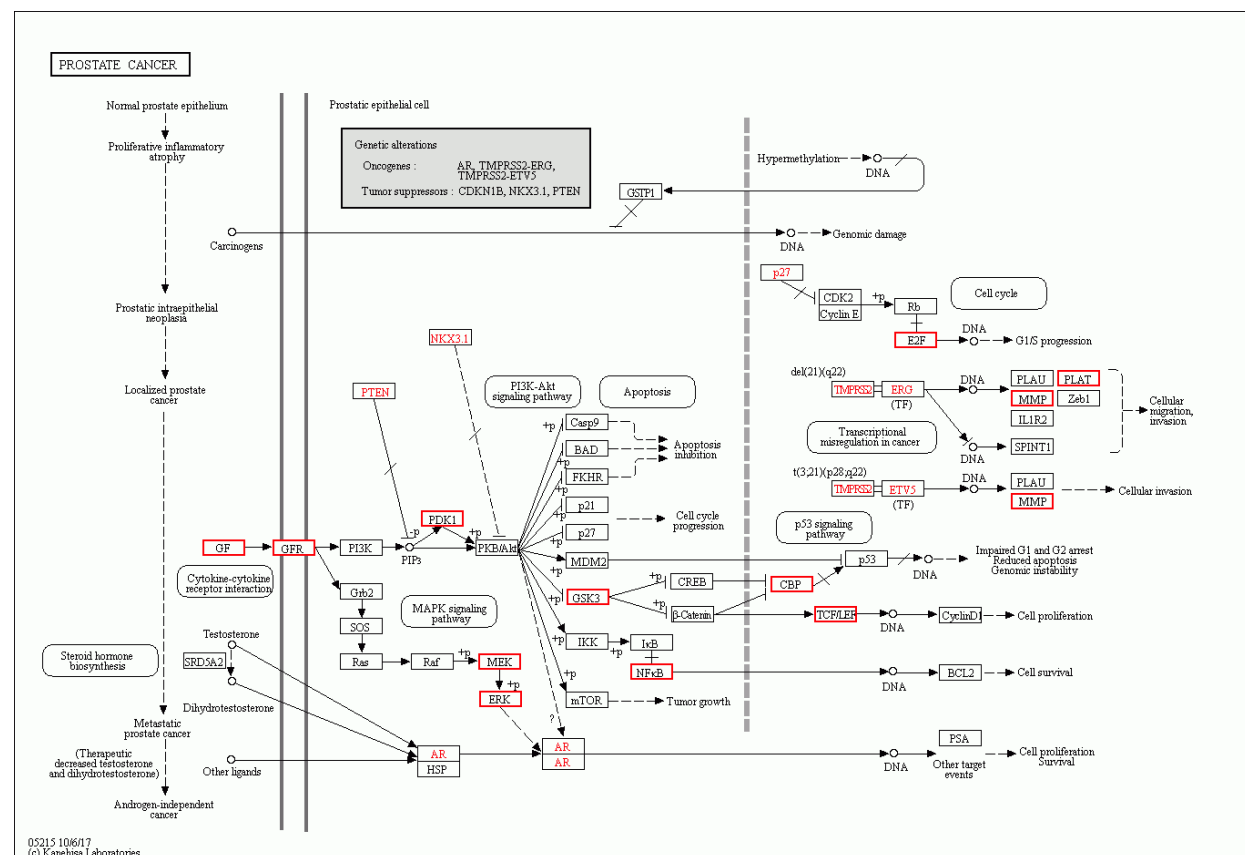 PROSTATE CANCER
Normal prostate epithelium
Proliferative inflammatory
atrophy
Prostatic intraepithelial
neoplasia
Localized prostate
cancer
Steroid hormone
biosynthesis
Metastatic
prostate cancer
(Therapeutic
decreased testosterone
and dihydrotestosterone)
Androgen-independent
cancer
Prostatic epithelial cell
Genetic alterations
Oncogenes : AR, TMPRSS2-ERG,
TMPRSS2-ETV5
Tumor suppressors : CDKN1B, NKX3.1, PTEN
Hypermethylation
DNA
GSTP1
Carcinogens
DNA
Genomic damage
p27
CDK2
Cyclin E
+p
Rb
Cell cycle
E2F
DNA
G1/S progression
NKX3.1
PTEN
PI3K-Akt
signaling pathway
Apoptosis
del(21)(q22)
TMPRSS2
ERG
(TF)
DNA
PLAU
PLAT
MMP
Zeb1
IL1R2
SPINT1
DNA
Cellular
migration,
invasion
Transcriptional
misregulation in cancer
t(3;21)(p28;q22)
TMPRSS2
ETV5
(TF)
DNA
PLAU
MMP
Cellular invasion
+p
Casp9
+p
BAD
+p
FKHR
Apoptosis
inhibition
+p
p21
+p
p27
Cell cycle
progression
+p
MDM2
p53 signaling
pathway
p53
DNA
Impaired G1 and G2 arrest
Reduced apoptosis
Genomic instability
GF
GFR
PI3K
PIP3
-p
PDK1
+p
PKB/Akt
Cytokine-cytokine
receptor interaction
Grb2
SOS
Ras
Raf
+p
MEK
+p
ERK
MAPK signaling
pathway
+p
GSK3
+p
CREB
CBP
+p
β-Catenin
TCF/LEF
DNA
CyclinD1
Cell proliferation
+p
IKK
+p
IκB
NFκB
DNA
BCL2
Cell survival
+p
mTOR
Tumor growth
?
Testosterone
SRD5A2
Dihydrotestosterone
Other ligands
AR
HSP
AR
AR
DNA
PSA
Other target
events
Cell proliferation
Survival
05215 10/6/17
(c) Kanehisa Laboratories